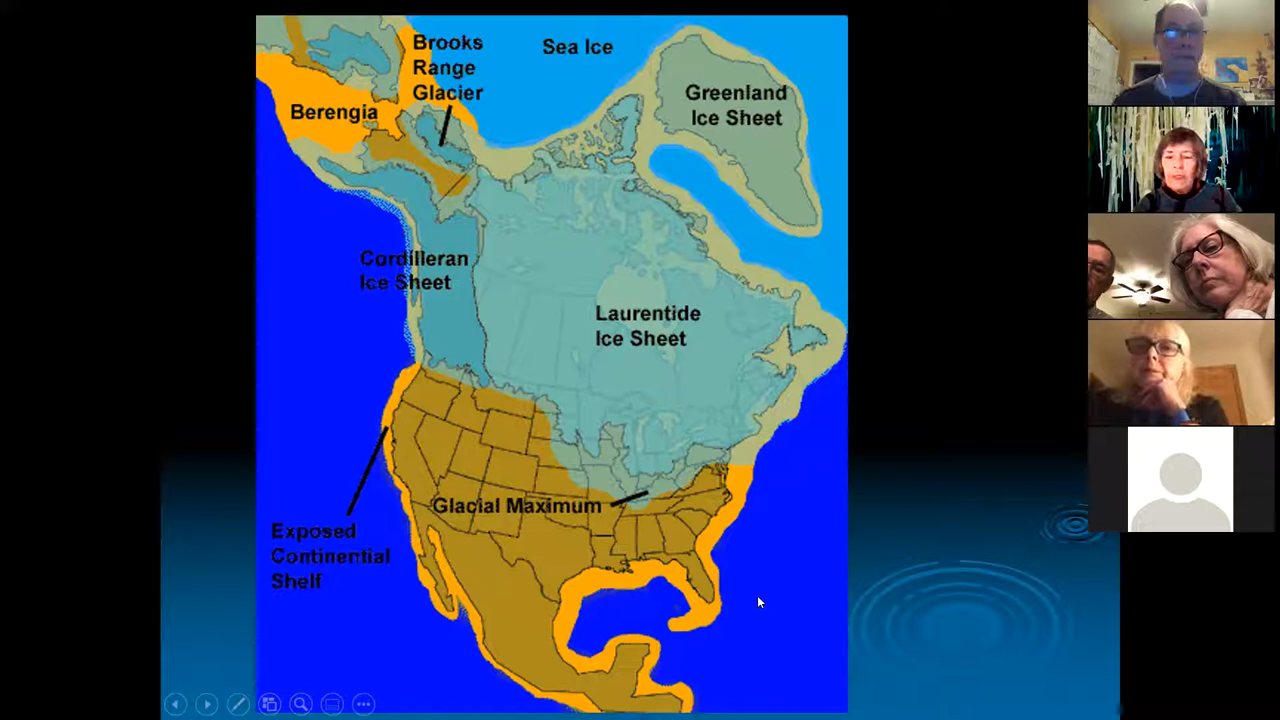 Brooks
Range
Glacier
Sea Ice
Greenland
Ice Sheet
Berengia
Cordilleran
Ice Sheet
Laurentide
Ice Sheet
Glacial Maximum
Exposed
Continential
Shelf